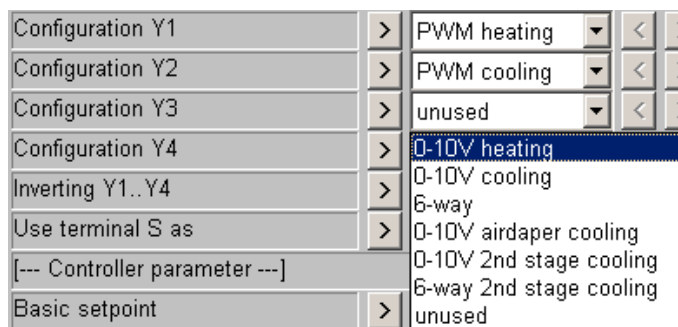 Configuration Y1 > PWM heating <
Configuration Y2 > PWM cooling <
Configuration Y3 > unused <
Configuration Y4 > 0-10V heating
0-10V cooling
Inverting Y1..Y4 > 6-way
Use terminal S as > 0-10V airdaper cooling
[--- Controller parameter ---] 0-10V 2nd stage cooling
6-way 2nd stage cooling
Basic setpoint > unused